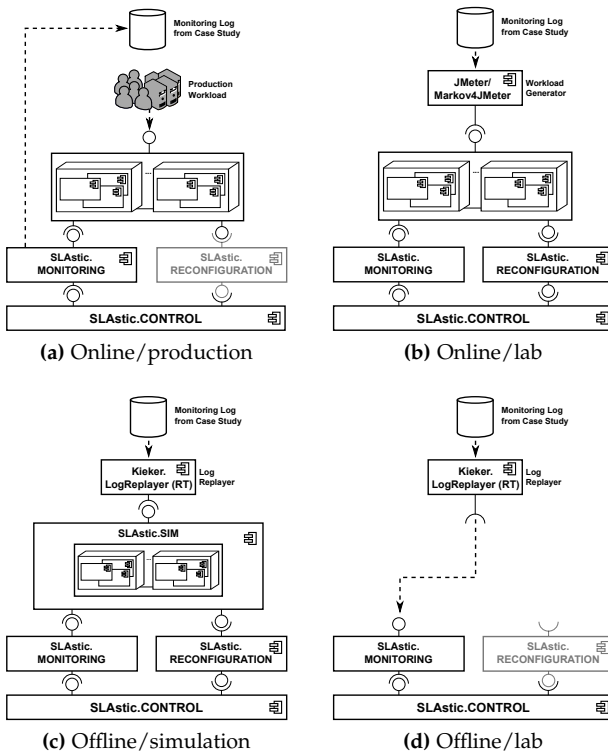 Monitoring Log
from Case Study
Production
Workload
...
SLAstic.
MONITORING
SLAstic.
RECONFIGURATION
SLAstic.CONTROL
(a) Online/production
Monitoring Log
from Case Study
JMeter/
Markov4JMeter
Workload
Generator
...
SLAstic.
MONITORING
SLAstic.
RECONFIGURATION
SLAstic.CONTROL
(b) Online/lab
Monitoring Log
from Case Study
Kieker.
LogReplayer (RT)
Log
Replayer
SLAstic.SIM
...
SLAstic.
MONITORING
SLAstic.
RECONFIGURATION
SLAstic.CONTROL
(c) Offline/simulation
Monitoring Log
from Case Study
Kieker.
LogReplayer (RT)
Log
Replayer
SLAstic.
MONITORING
SLAstic.
RECONFIGURATION
SLAstic.CONTROL
(d) Offline/lab